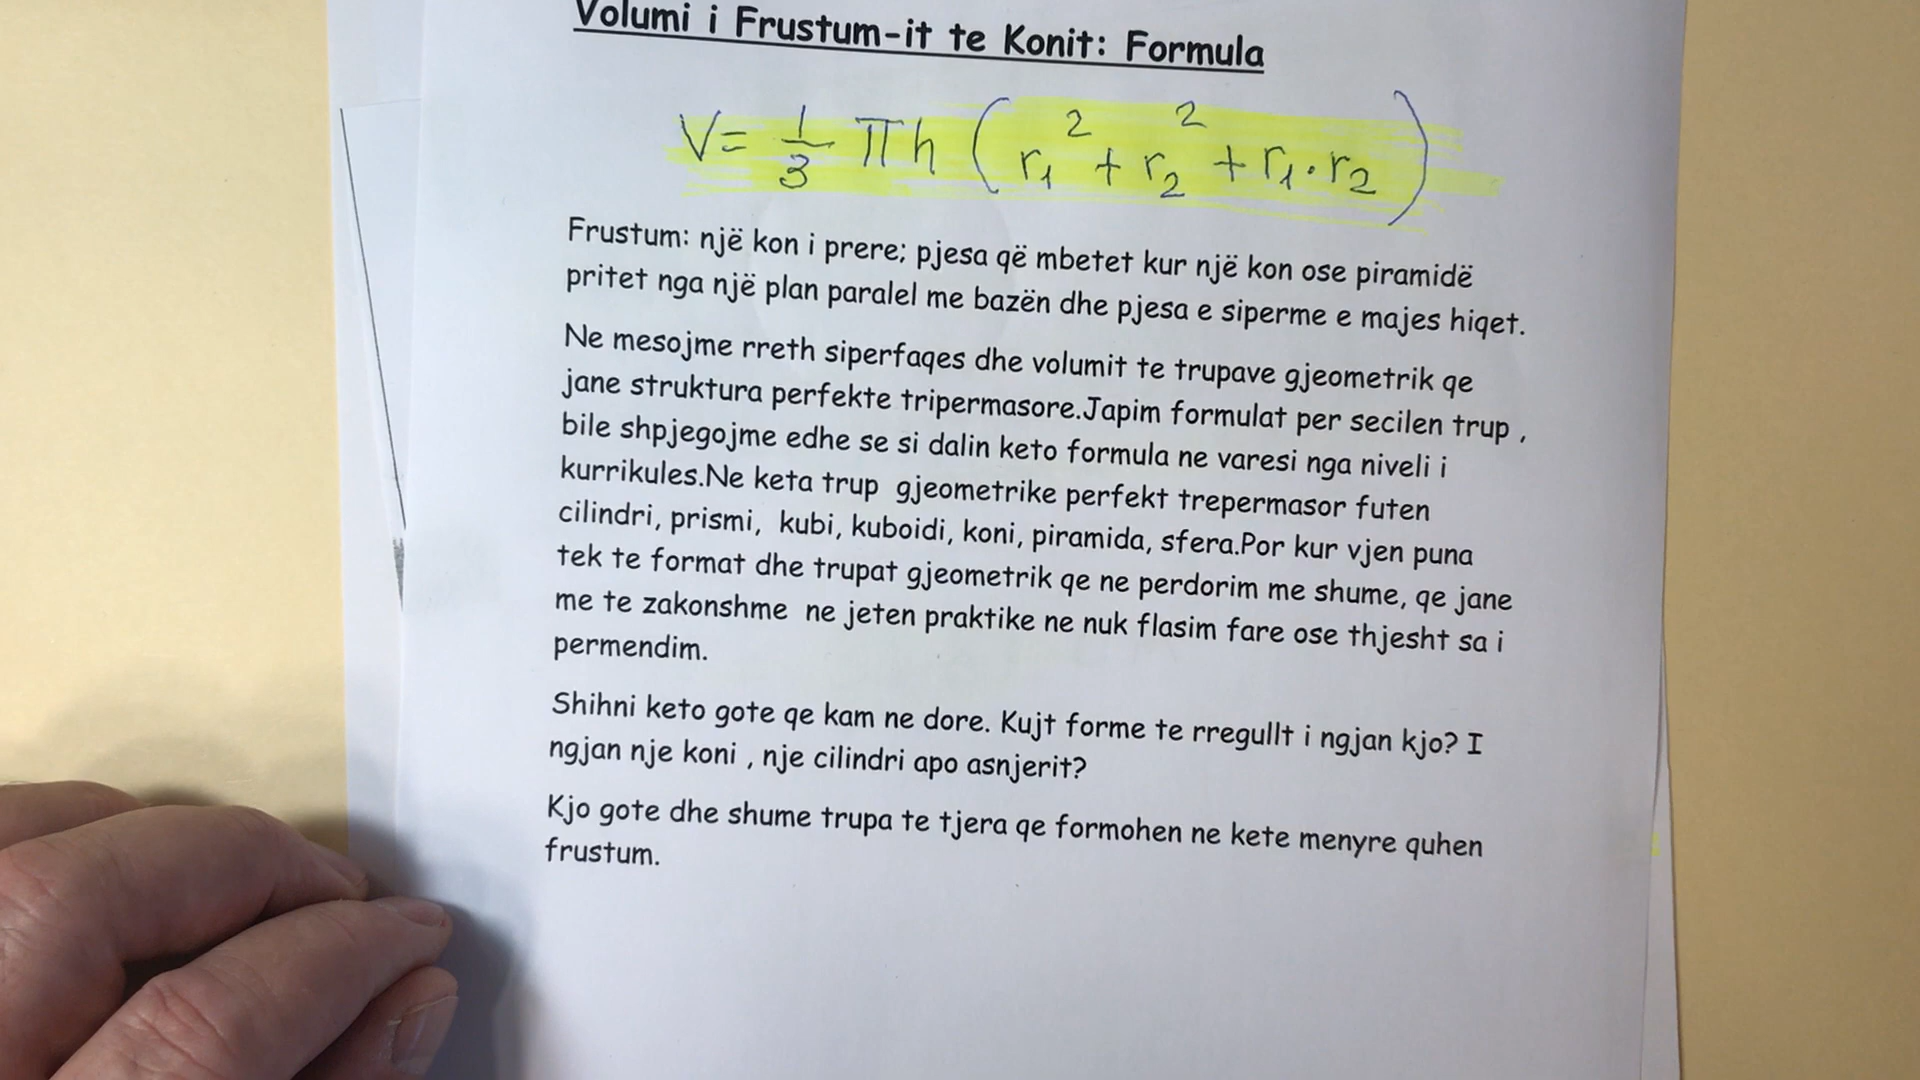 Volumi i Frustum-it te Konit: Formula
V = 1/3 π h (r₁² + r₂² + r₁ · r₂)
Frustum: një kon i prere; pjesa që mbetet kur një kon ose piramidë
pritet nga një plan paralel me bazën dhe pjesa e siperme e majes hiqet.
Ne mesojme rreth siperfaqes dhe volumit te trupave gjeometrik qe
jane struktura perfekte tripermasore.Japim formulat per secilen trup ,
bile shpjegojme edhe se si dalin keto formula ne varesi nga niveli i
kurrikules.Ne keta trup gjeometrike perfekt trepermasor futen
cilindri, prismi, kubi, kuboidi, koni, piramida, sfera.Por kur vjen puna
tek te format dhe trupat gjeometrik qe ne perdorim me shume, qe jane
me te zakonshme ne jeten praktike ne nuk flasim fare ose thjesht sa i
permendim.
Shihni keto gote qe kam ne dore. Kujt forme te rregullt i ngjan kjo? I
ngjan nje koni , nje cilindri apo asnjerit?
Kjo gote dhe shume trupa te tjera qe formohen ne kete menyre quhen
frustum.